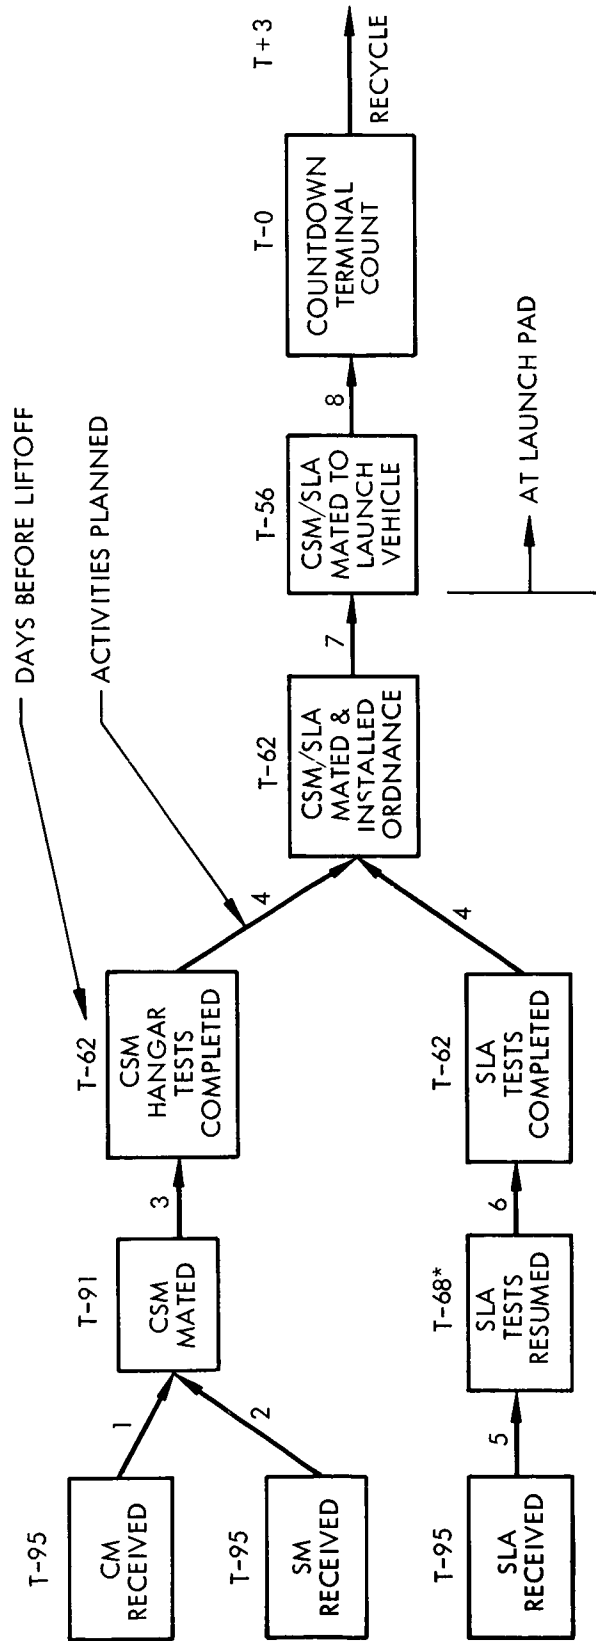 T-95
CM
RECEIVED
1
T-95
SM
RECEIVED
2
T-91
CSM
MATED
3
T-62
CSM
HANGAR
TESTS
COMPLETED
4
DAYS BEFORE LIFTOFF
ACTIVITIES PLANNED
T-95
SLA
RECEIVED
5
T-68*
SLA
TESTS
RESUMED
6
T-62
SLA
TESTS
COMPLETED
4
T-62
CSM/SLA
MATED &
INSTALLED
ORDNANCE
7
T-56
CSM/SLA
MATED TO
LAUNCH
VEHICLE
8
T-0
COUNTDOWN
TERMINAL
COUNT
T+3
RECYCLE
AT LAUNCH PAD